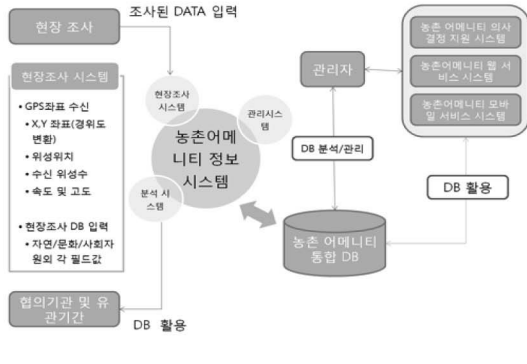 현장 조사
조사된 DATA 입력
현장조사 시스템
• GPS좌표 수신
• X,Y 좌표(경위도
변환)
• 위성위치
• 수신 위성수
• 속도 및 고도
• 현장조사 DB 입력
• 자연/문화/사회자
원외 각 필드값
협의기관 및 유
관기간
DB 활용
현장조사
시스템
관리시스
템
농촌어메
니티 정보
시스템
분석 시
스템
관리자
DB 분석/관리
농촌 어메니티
통합 DB
농촌 어메니티 의사
결정 지원 시스템
농촌어메니티 웹 서
비스 시스템
농촌어메니티 모바
일 서비스 시스템
DB 활용